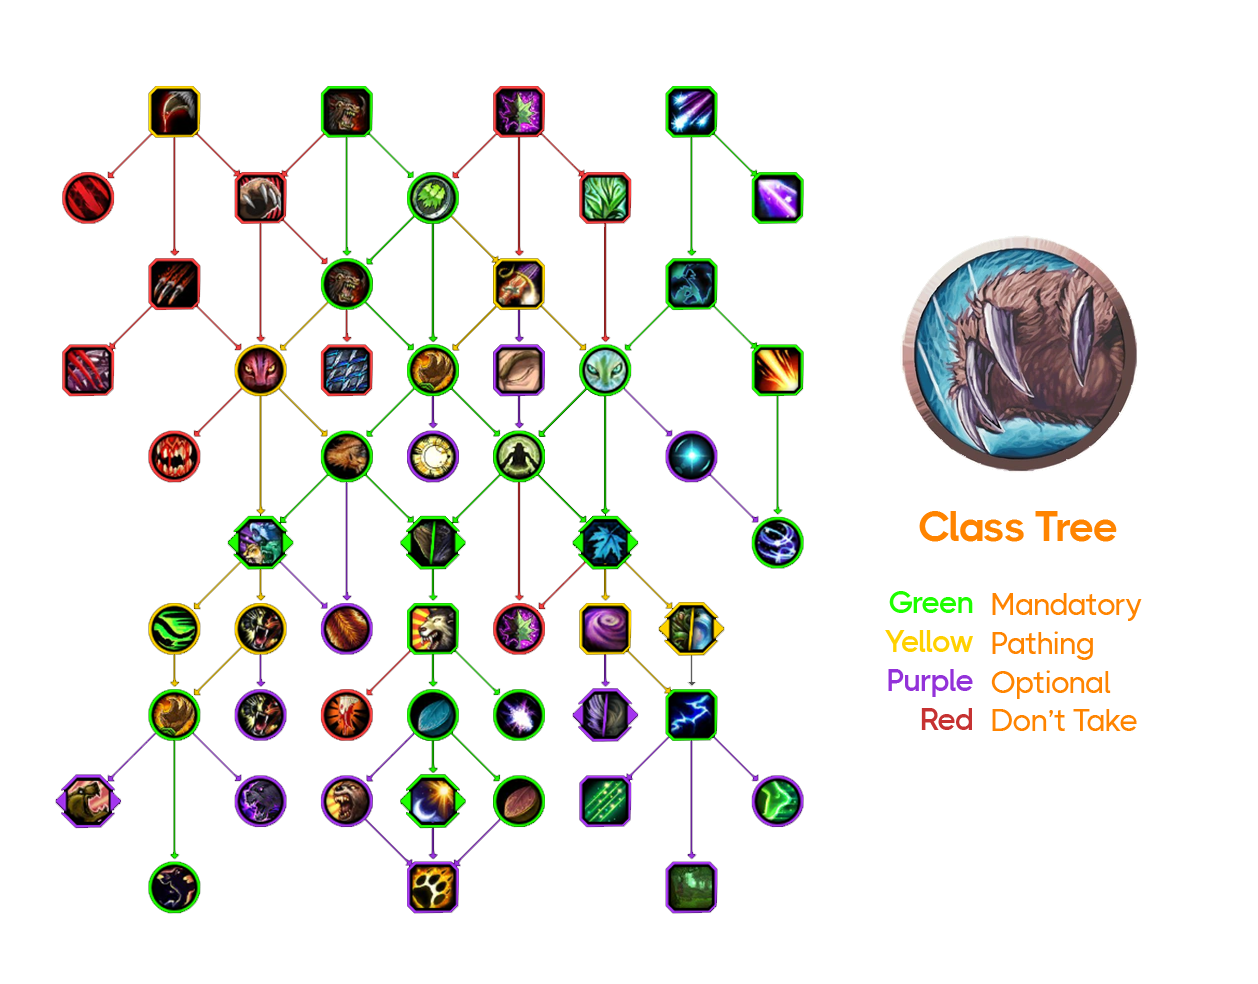 Class Tree
Green Mandatory
Yellow Pathing
Purple Optional
Red Don't Take